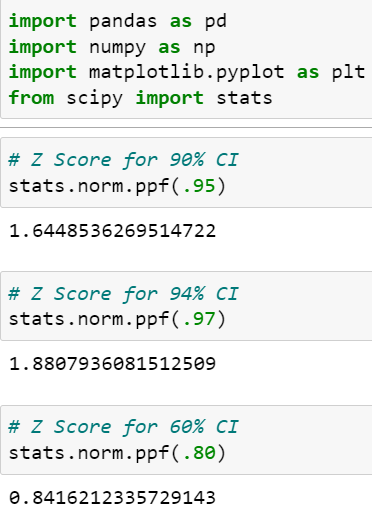 import pandas as pd
import numpy as np
import matplotlib.pyplot as plt
from scipy import stats
# Z Score for 90% CI
stats.norm.ppf(.95)
1.6448536269514722
# Z Score for 94% CI
stats.norm.ppf(.97)
1.8807936081512509
# Z Score for 60% CI
stats.norm.ppf(.80)
0.8416212335729143